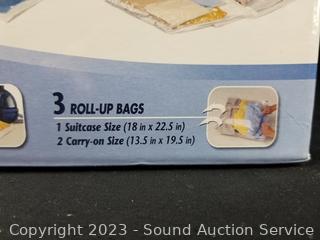 3 ROLL-UP BAGS
1 Suitcase Size (18 in x 22.5 in)
2 Carry-on Size (13.5 in x 19.5 in)
Copyright 2023 - Sound Auction Service